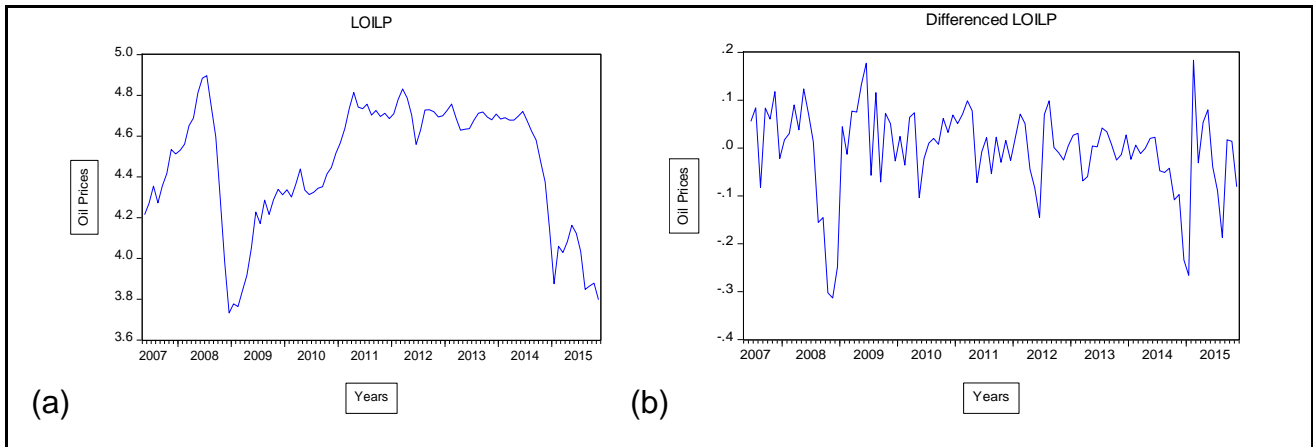 LOILP
5.0
4.8
4.6
4.4
4.2
4.0
3.8
3.6
Oil Prices
2007 2008 2009 2010 2011 2012 2013 2014 2015
Years
(a)
Differenced LOILP
.2
.1
.0
-.1
-.2
-.3
-.4
Oil Prices
2007 2008 2009 2010 2011 2012 2013 2014 2015
Years
(b)